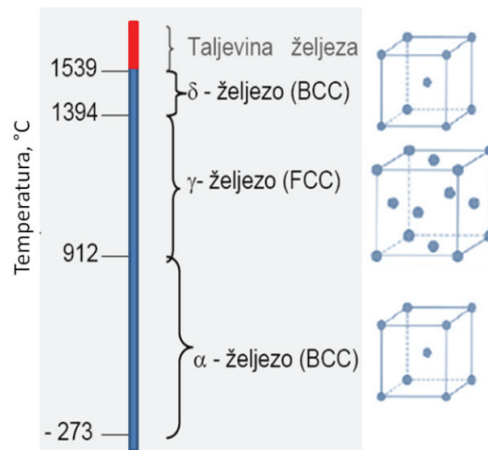 Taljevina željeza
1539
δ - željezo (BCC)
1394
γ- željezo (FCC)
Temperatura, °C
912
α - željezo (BCC)
- 273